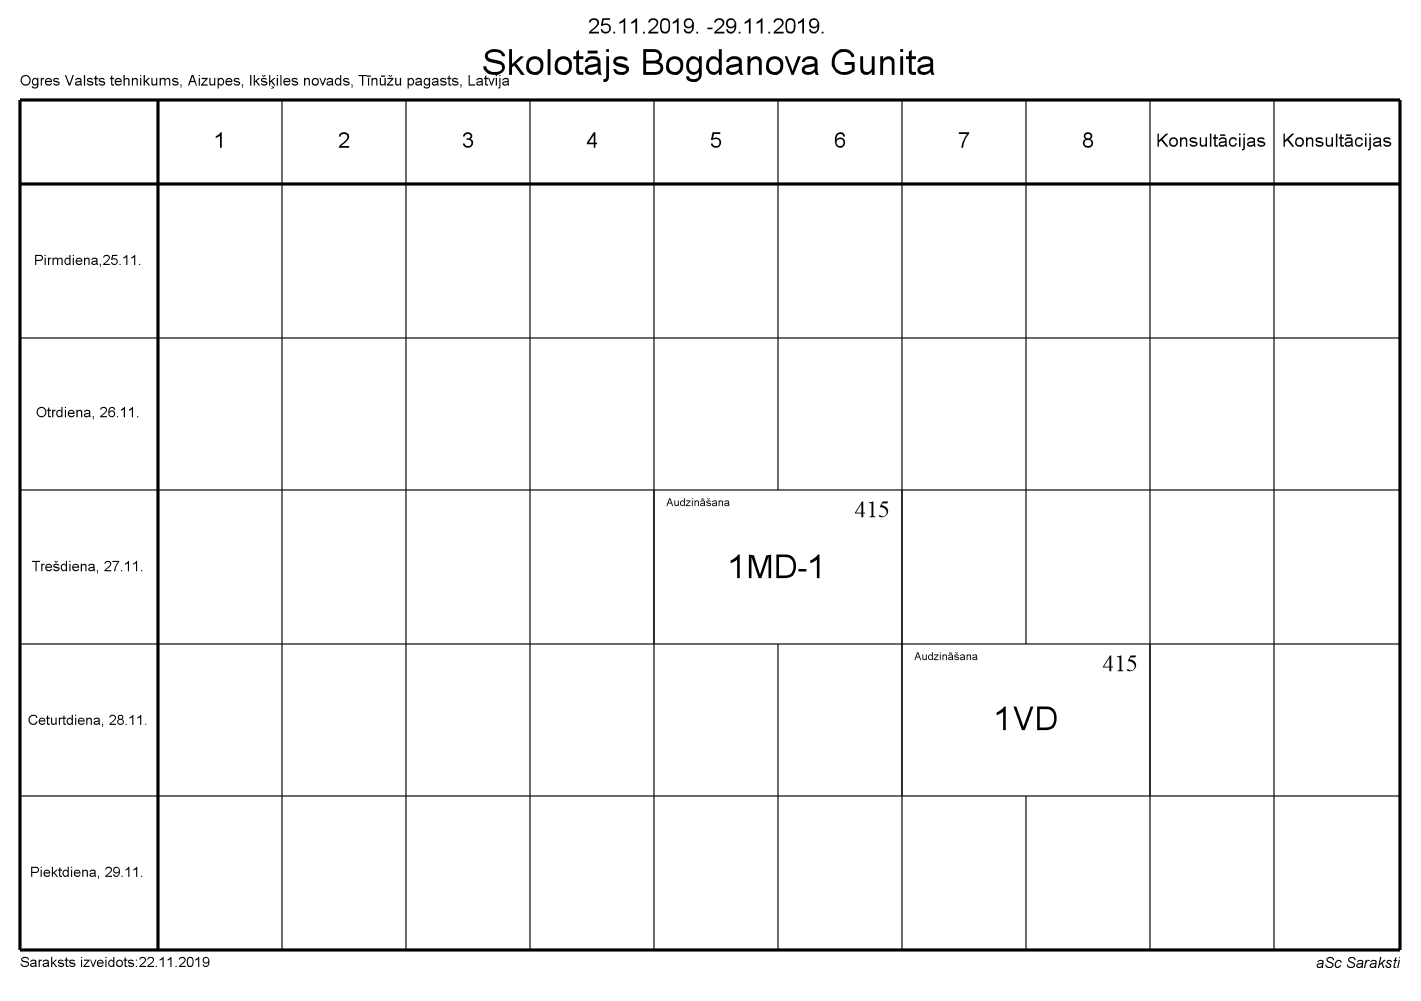 25.11.2019. -29.11.2019.
Skolotājs Bogdanova Gunita
Ogres Valsts tehnikums, Aizupes, Ikšķiles novads, Tīnūžu pagasts, Latvija
1 2 3 4 5 6 7 8 Konsultācijas Konsultācijas
Pirmdiena,25.11.
Otrdiena, 26.11.
Audzināšana 415
Trešdiena, 27.11. 1MD-1
Audzināšana 415
Ceturtdiena, 28.11. 1VD
Piektdiena, 29.11.
Saraksts izveidots:22.11.2019 aSc Saraksti